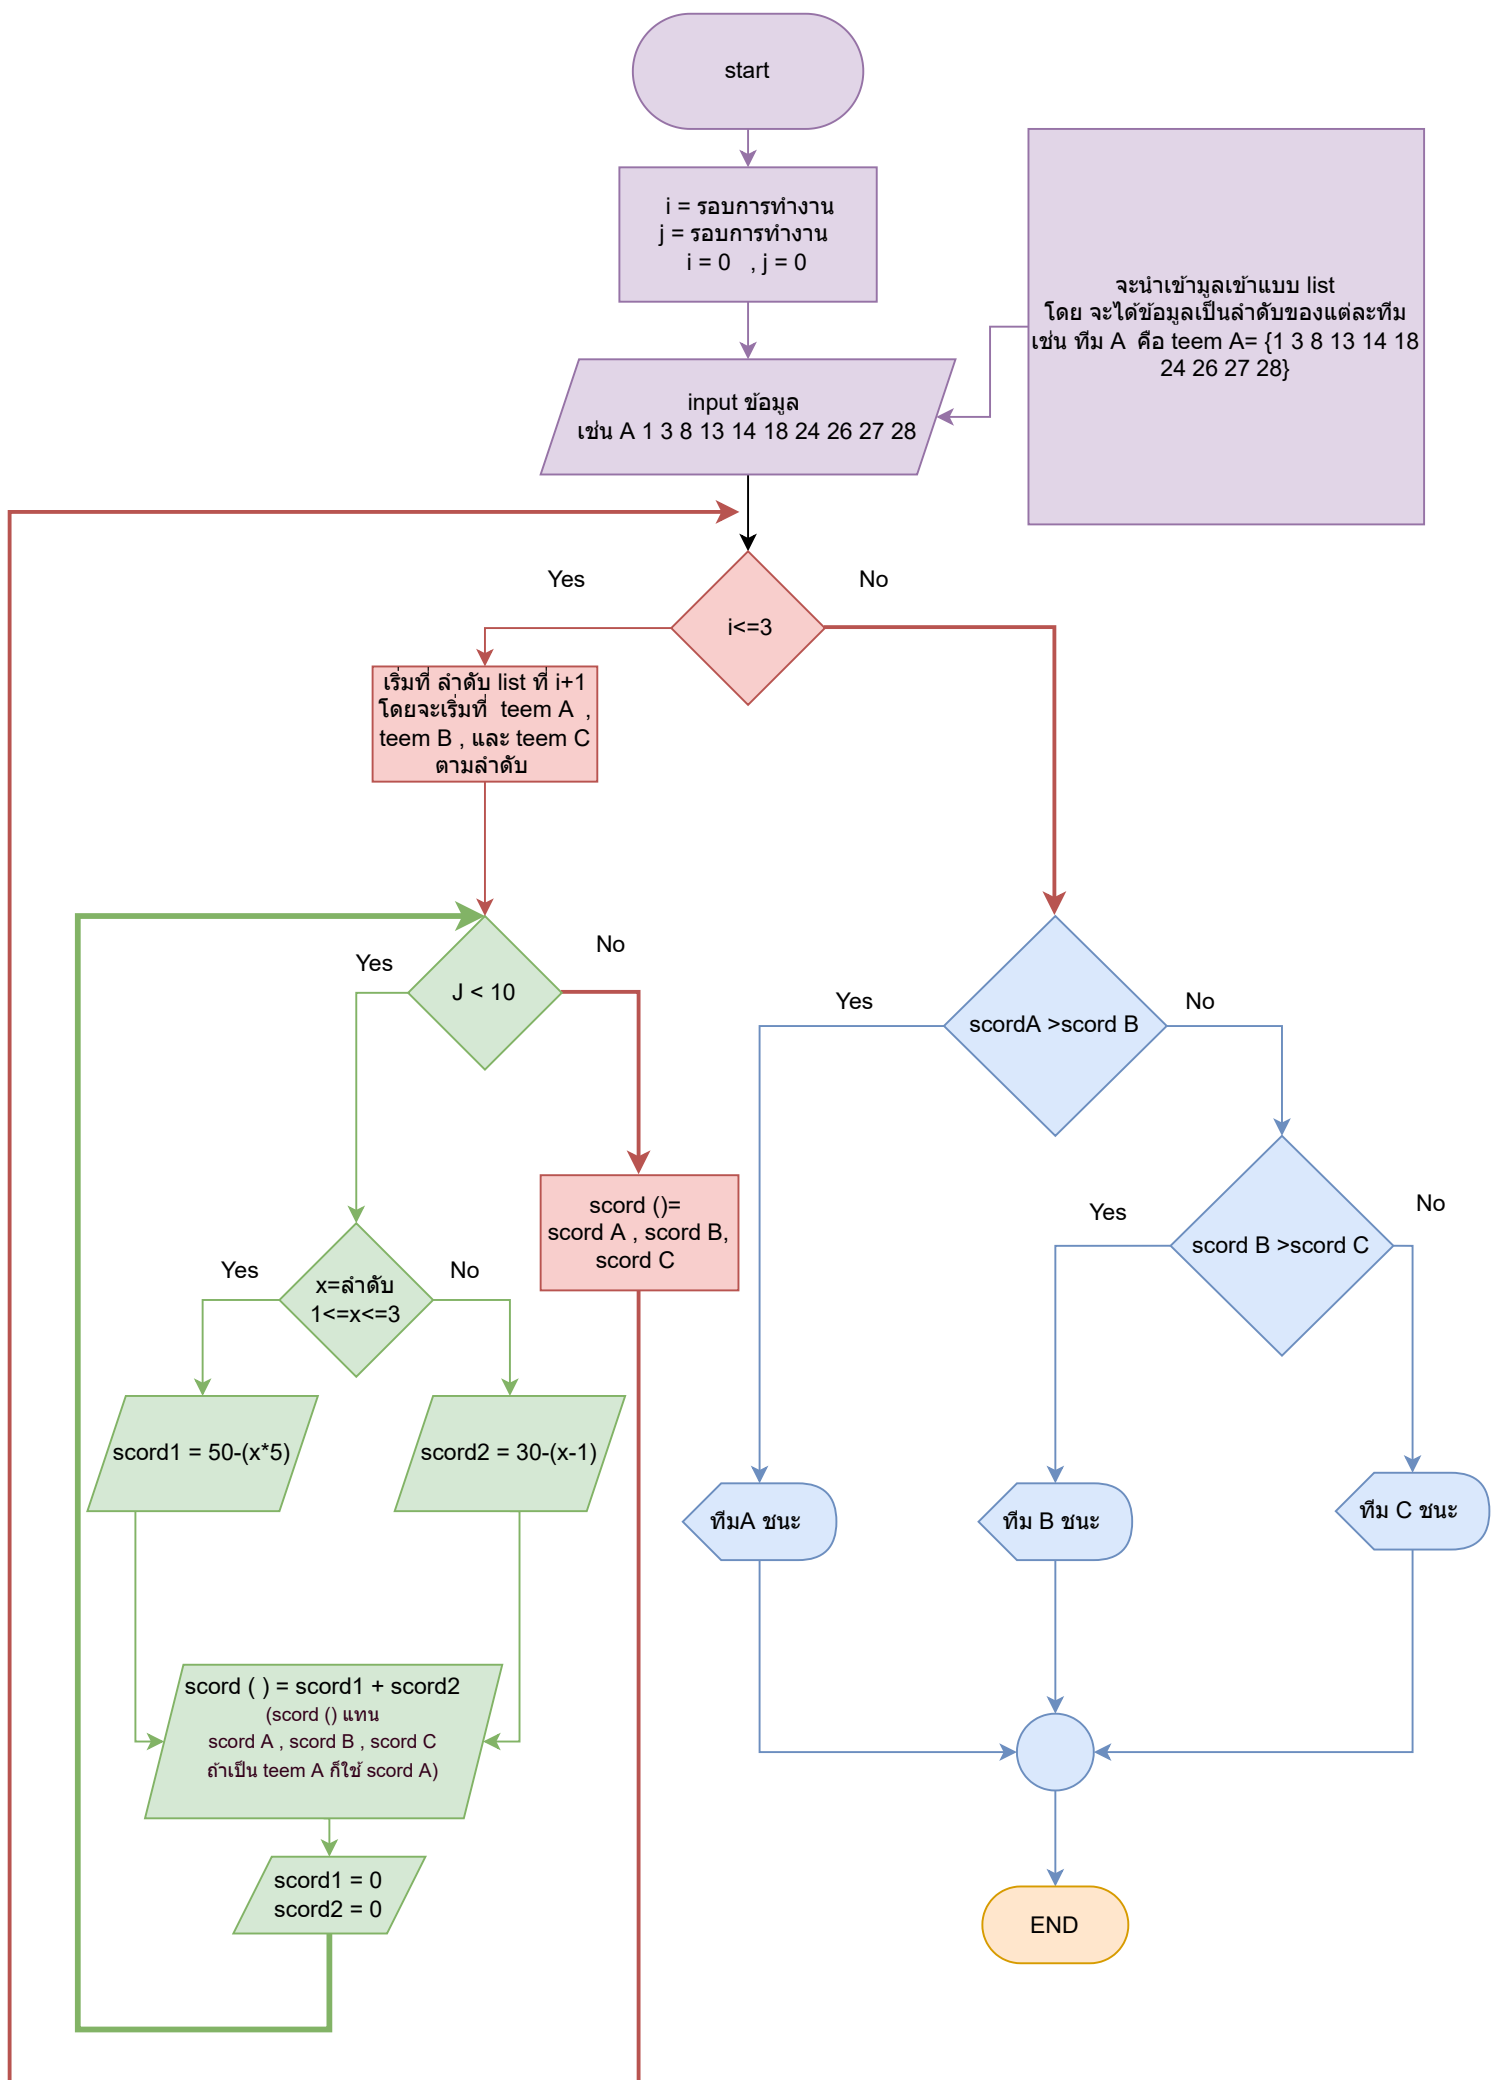 start
i = รอบการทำงาน
j = รอบการทำงาน
i = 0 , j = 0
จะนำเข้ามูลเข้าแบบ list
โดย จะได้ข้อมูลเป็นลำดับของแต่ละทีม
เช่น ทีม A คือ teem A= {1 3 8 13 14 18
24 26 27 28}
input ข้อมูล
เช่น A 1 3 8 13 14 18 24 26 27 28
Yes
No
i<=3
เริ่มที่ ลำดับ list ที่ i+1
โดยจะเริ่มที่ teem A ,
teem B , และ teem C
ตามลำดับ
Yes
No
J < 10
Yes
No
scordA >scord B
scord ()=
scord A , scord B,
scord C
Yes
No
scord B >scord C
Yes
No
x=ลำดับ
1<=x<=3
scord1 = 50-(x*5)
scord2 = 30-(x-1)
ทีมA ชนะ
ทีม B ชนะ
ทีม C ชนะ
scord ( ) = scord1 + scord2
(scord () แทน
scord A , scord B , scord C
ถ้าเป็น teem A ก็ใช้ scord A)
scord1 = 0
scord2 = 0
END